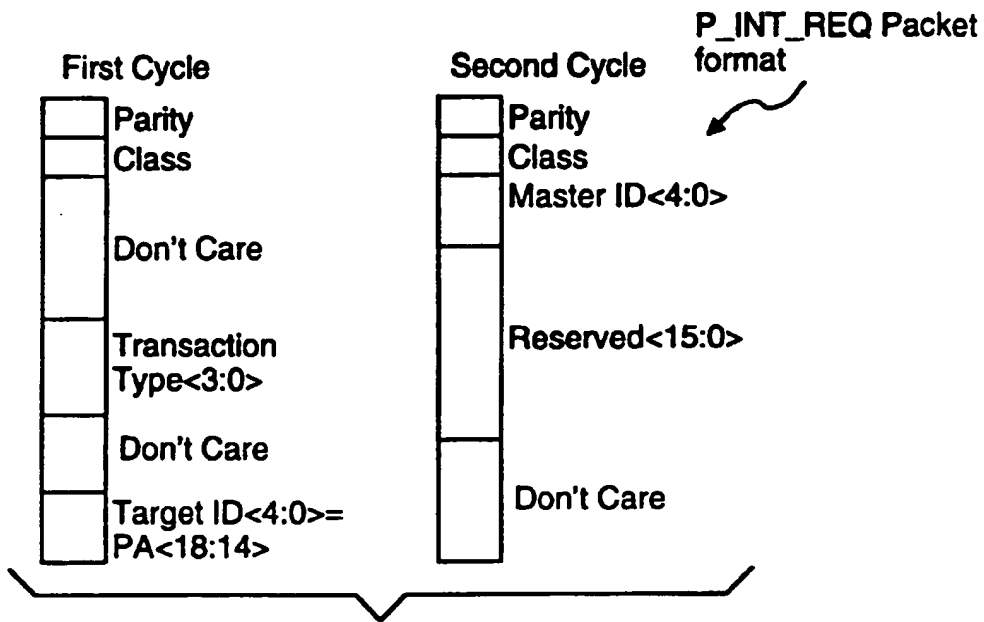 P_INT_REQ Packet
format
First Cycle
Parity
Class
Don't Care
Transaction
Type<3:0>
Don't Care
Target ID<4:0>=
PA<18:14>
Second Cycle
Parity
Class
Master ID<4:0>
Reserved<15:0>
Don't Care